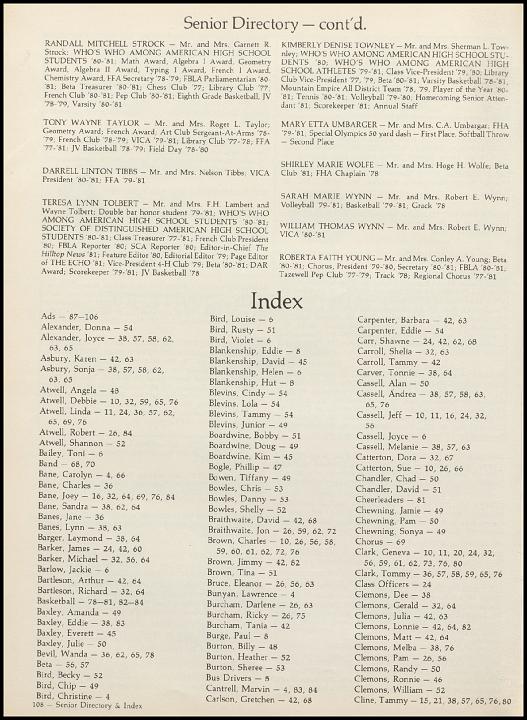 Senior Directory — cont'd.
RANDALL MITCHELL STROCK — Mr. and Mrs. Garnett R.
Strock; WHO'S WHO AMONG AMERICAN HIGH SCHOOL
STUDENTS '80-'81; Math Award, Algebra I Award, Geometry
Award, Algebra II Award, Typing I Award, French I Award,
Chemistry Award, FFA Secretary '78-'79; FBLA Parliamentarian '80-
'81; Beta Treasurer '80-'81; Chess Club '77; Library Club '77;
French Club '80-'81; Pep Club '80-'81; Eighth Grade Basketball, JV
'78-'79, Varsity '80-'81
TONY WAYNE TAYLOR — Mr. and Mrs. Roger L. Taylor;
Geometry Award; French Award; Art Club Sergeant-At-Arms '78-
'79; French Club '78-'79; VICA '79-'81; Library Club '77-'78; FFA
'77-'81; JV Basketball '78-'79; Field Day '78-'80
DARRELL LINTON TIBBS — Mr. and Mrs. Nelson Tibbs; VICA
President '80-'81; FFA '79-'81
TERESA LYNN TOLBERT — Mr. and Mrs. F.H. Lambert and
Wayne Tolbert; Double bar honor student '79-'81; WHO'S WHO
AMONG AMERICAN HIGH SCHOOL STUDENTS '80-'81;
SOCIETY OF DISTINGUISHED AMERICAN HIGH SCHOOL
STUDENTS '80-'81; Class Treasurer '77-'81; French Club President
'80; FBLA Reporter '80; SCA Reporter '80; Editor-in-Chief The
Hilltop News '81; Feature Editor '80, Editorial Editor '79; Page Editor
of THE ECHO '81; Vice-President 4-H Club '79; Beta '80-'81; DAR
Award; Scorekeeper '79-'81; JV Basketball '78
KIMBERLY DENISE TOWNLEY — Mr. and Mrs. Sherman L. Town-
nley; WHO'S WHO AMONG AMERICAN HIGH SCHOOL STU-
DENTS '80; WHO'S WHO AMONG AMERICAN HIGH
SCHOOL ATHLETES '79-'81, Class Vice-President '79, '80; Library
Club Vice-President '77, '79, Beta '80-'81, Varsity Basketball '78-'81,
Mountain Empire All District Team '78, '79, Player of the Year '80-
'81; Tennis '80-'81; Volleyball '79-'80; Homecoming Senior Atten-
dant '81; Scorekeeper '81; Annual Staff
MARY ETTA UMBARGER — Mr. and Mrs. C.A. Umbargar; FHA
'79-'81, Special Olympics 50 yard dash — First Place, Softball Throw
— Second Place
SHIRLEY MARIE WOLFE — Mr. and Mrs. Hoge H. Wolfe; Beta
Club '81; FHA Chaplain '78
SARAH MARIE WYNN — Mr. and Mrs. Robert E. Wynn;
Volleyball '79-'81; Basketball '79-'81; Track '78
WILLIAM THOMAS WYNN — Mr. and Mrs. Robert E. Wynn;
VICA '80-'81
ROBERTA FAITH YOUNG — Mr. and Mrs. Conley A. Young; Beta
'80-'81; Chorus, President '79-'80, Secretary '80-'81; FBLA '80-'81,
Tazewell Pep Club '77-'79; Track '78; Regional Chorus '77-'81
Index
Ads — 87—106
Alexander, Donna — 54
Alexander, Joyce — 38, 57, 58, 62,
63, 65
Asbury, Karen — 42, 63
Asbury, Sonja — 38, 57, 58, 62,
63, 65
Atwell, Angela — 48
Atwell, Debbie — 10, 32, 59, 65, 76
Atwell, Linda — 11, 24, 36, 57, 62,
65, 69, 76
Atwell, Robert — 26, 84
Atwell, Shannon — 52
Bailey, Toni — 6
Band — 68, 70
Bane, Carolyn — 4, 66
Bane, Charles — 36
Bane, Joey — 16, 32, 64, 69, 76, 84
Bane, Sandra — 38, 62, 64
Banes, Jane — 36
Banes, Lynn — 38, 63
Barger, Laymond — 38, 64
Barker, James — 24, 42, 60
Barker, Michael — 32, 56, 64
Barlow, Jackie — 6
Bartleson, Arthur — 42, 64
Bartleson, Richard — 32, 64
Basketball — 78—81, 82—84
Baxley, Amanda — 49
Baxley, Eddie — 38, 83
Baxley, Everett — 45
Baxley, Julie — 50
Bevil, Wanda — 36, 62, 65, 78
Beta — 56, 57
Bird, Becky — 52
Bird, Chip — 49
Bird, Christine — 4
Bird, Louise — 6
Bird, Rusty — 51
Bird, Violet — 6
Blankenship, Eddie — 8
Blankenship, David — 45
Blankenship, Helen — 6
Blankenship, Hut — 8
Blevins, Cindy — 54
Blevins, Lola — 54
Blevins, Tammy — 54
Blevins, Junior — 49
Boardwine, Bobby — 51
Boardwine, Doug — 49
Boardwine, Kim — 45
Bogle, Phillip — 47
Bowen, Tiffany — 49
Bowles, Chris — 53
Bowles, Danny — 53
Bowles, Shelly — 52
Braithwaite, David — 42, 68
Braithwaite, Jon — 26, 59, 62, 72
Brown, Charles — 10, 26, 56, 58,
59, 60, 61, 62, 72, 76
Brown, Jimmy — 42, 62
Brown, Tina — 51
Bruce, Eleanor — 26, 56, 63
Bunyan, Lawrence — 4
Burcham, Darlene — 26, 63
Burcham, Ricky — 26, 75
Burcham, Tania — 42
Burge, Paul — 8
Burton, Billy — 48
Burton, Heather — 52
Burton, Sheree — 53
Bus Drivers — 8
Cantrell, Marvin — 4, 83, 84
Carlson, Gretchen — 42, 68
Carpenter, Barbara — 42, 63
Carpenter, Eddie — 54
Carr, Shawne — 24, 42, 62, 68
Carroll, Shelia — 32, 63
Carroll, Tammy — 42
Carver, Tonnie — 38, 64
Cassell, Alan — 50
Cassell, Andrea — 38, 57, 58, 63,
65, 76
Cassell, Jeff — 10, 11, 16, 24, 32,
56
Cassell, Joyce — 6
Cassell, Melanie — 38, 57, 63
Catterton, Dora — 32, 67
Catterton, Sue — 10, 26, 66
Chandler, Chad — 50
Chandler, David — 51
Cheerleaders — 81
Chewning, Jamie — 49
Chewning, Pam — 50
Chewning, Sonya — 49
Chorus — 69
Clark, Geneva — 10, 11, 20, 24, 32,
56, 59, 61, 62, 73, 76, 80
Clark, Tommy — 36, 57, 58, 59, 65, 76
Class Officers — 24
Clemons, Dee — 38
Clemons, Gerald — 32, 64
Clemons, Julia — 42, 63
Clemons, Lonnie — 42, 64, 82
Clemons, Matt — 42, 64
Clemons, Melba — 38, 76
Clemons, Pam — 26, 56
Clemons, Randy — 50
Clemons, Ronnie — 46
Clemons, William — 52
Cline, Tammy — 15, 21, 38, 57, 65, 76, 80
108 — Senior Directory & Index